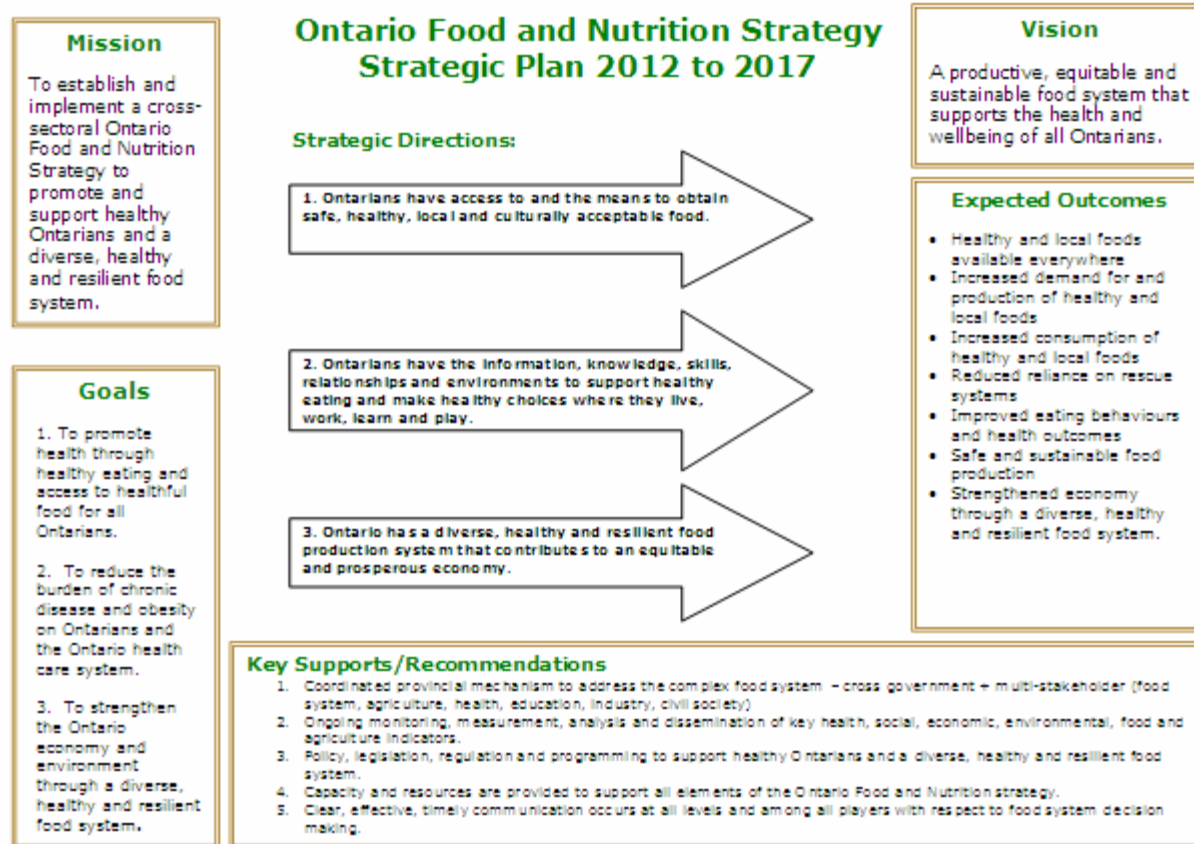 Mission
To establish and
implement a cross-
sectoral Ontario
Food and Nutrition
Strategy to
promote and
support healthy
Ontarians and a
diverse, healthy
and resilient food
system.
Goals
1. To promote
health through
healthy eating and
access to healthful
food for all
Ontarians.
2. To reduce the
burden of chronic
disease and obesity
on Ontarians and
the Ontario health
care system.
3. To strengthen
the Ontario
economy and
environment
through a diverse,
healthy and resilient
food system.
Ontario Food and Nutrition Strategy
Strategic Plan 2012 to 2017
Strategic Directions:
1. Ontarians have access to and the means to obtain
safe, healthy, local and culturally acceptable food.
2. Ontarians have the information, knowledge, skills,
relationships and environments to support healthy
eating and make healthy choices where they live,
work, learn and play.
3. Ontario has a diverse, healthy and resilient food
production system that contributes to an equitable
and prosperous economy.
Vision
A productive, equitable and
sustainable food system that
supports the health and
wellbeing of all Ontarians.
Expected Outcomes
• Healthy and local foods
available everywhere
• Increased demand for and
production of healthy and
local foods
• Increased consumption of
healthy and local foods
• Reduced reliance on rescue
systems
• Improved eating behaviours
and health outcomes
• Safe and sustainable food
production
• Strengthened economy
through a diverse, healthy
and resilient food system.
Key Supports/Recommendations
1. Coordinated provincial mechanism to address the complex food system – cross government + multi-stakeholder (food
system, agriculture, health, education, industry, civil society)
2. Ongoing monitoring, measurement, analysis and dissemination of key health, social, economic, environmental, food and
agriculture indicators.
3. Policy, legislation, regulation and programming to support healthy Ontarians and a diverse, healthy and resilient food
system.
4. Capacity and resources are provided to support all elements of the Ontario Food and Nutrition strategy.
5. Clear, effective, timely communication occurs at all levels and among all players with respect to food system decision
making.